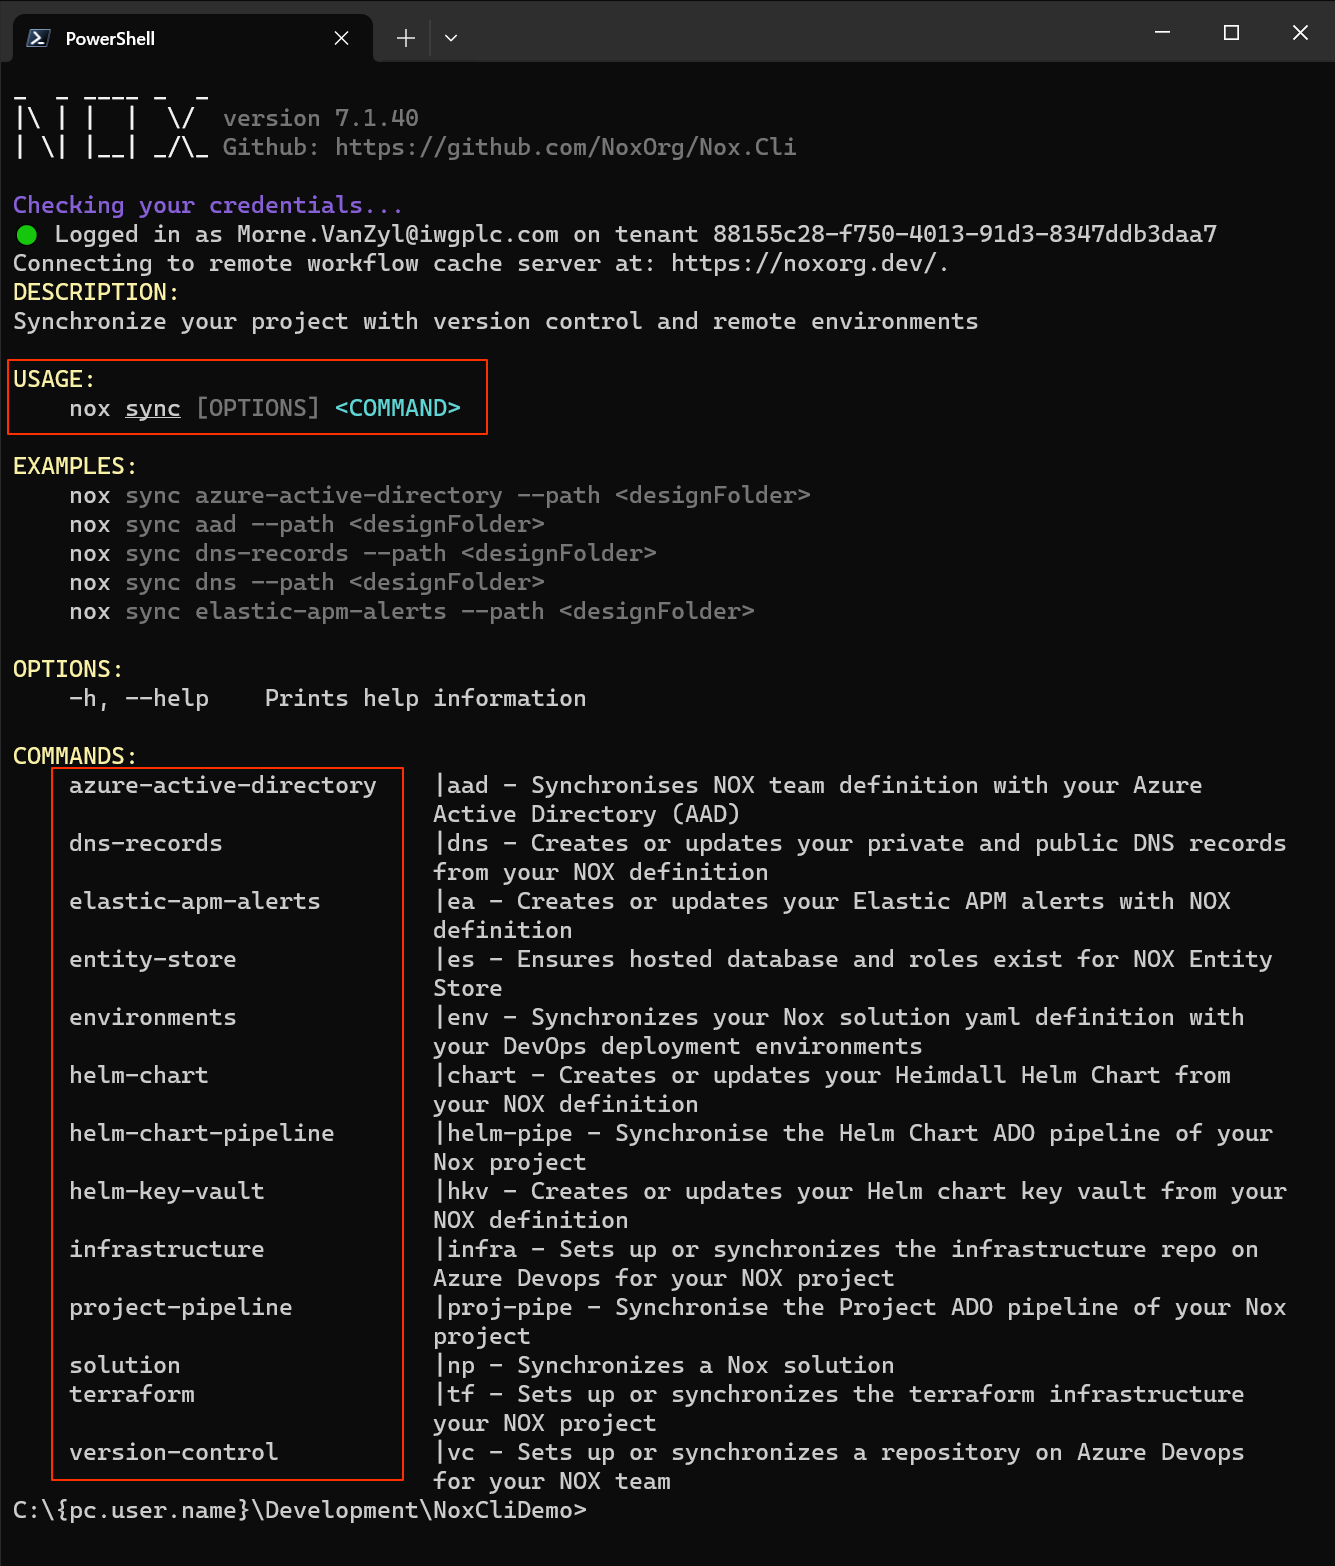 PowerShell
version 7.1.40
Github: https://github.com/NoxOrg/Nox.Cli
Checking your credentials...
Logged in as Morne.VanZyl@iwgplc.com on tenant 88155c28-f750-4013-91d3-8347ddb3daa7
Connecting to remote workflow cache server at: https://noxorg.dev/.
DESCRIPTION:
Synchronize your project with version control and remote environments
USAGE:
nox sync [OPTIONS] <COMMAND>
EXAMPLES:
nox sync azure-active-directory --path <designFolder>
nox sync aad --path <designFolder>
nox sync dns-records --path <designFolder>
nox sync dns --path <designFolder>
nox sync elastic-apm-alerts --path <designFolder>
OPTIONS:
-h, --help    Prints help information
COMMANDS:
azure-active-directory    |aad - Synchronises NOX team definition with your Azure
Active Directory (AAD)
dns-records    |dns - Creates or updates your private and public DNS records
from your NOX definition
elastic-apm-alerts    |ea - Creates or updates your Elastic APM alerts with NOX
definition
entity-store    |es - Ensures hosted database and roles exist for NOX Entity
Store
environments    |env - Synchronizes your Nox solution yaml definition with
your DevOps deployment environments
helm-chart    |chart - Creates or updates your Heimdall Helm Chart from
your NOX definition
helm-chart-pipeline    |helm-pipe - Synchronise the Helm Chart ADO pipeline of your
Nox project
helm-key-vault    |hkv - Creates or updates your Helm chart key vault from your
NOX definition
infrastructure    |infra - Sets up or synchronizes the infrastructure repo on
Azure Devops for your NOX project
project-pipeline    |proj-pipe - Synchronise the Project ADO pipeline of your Nox
project
solution    |np - Synchronizes a Nox solution
terraform    |tf - Sets up or synchronizes the terraform infrastructure
your NOX project
version-control    |vc - Sets up or synchronizes a repository on Azure Devops
for your NOX team
C:\{pc.user.name}\Development\NoxCliDemo>